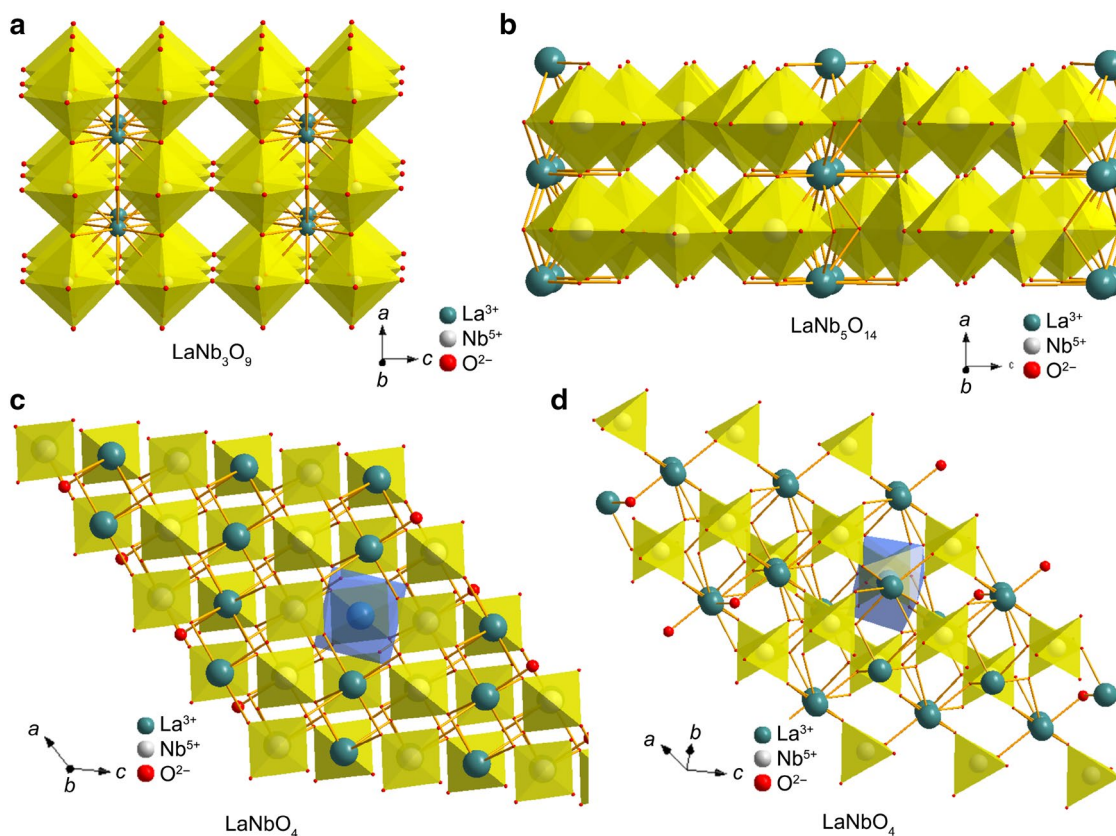 a
La³⁺
Nb⁵⁺
O²⁻
a
b
c
LaNb₃O₉
b
La³⁺
Nb⁵⁺
O²⁻
a
b
c
LaNb₅O₁₄
c
La³⁺
Nb⁵⁺
O²⁻
a
b
c
LaNbO₄
d
La³⁺
Nb⁵⁺
O²⁻
a
b
c
LaNbO₄